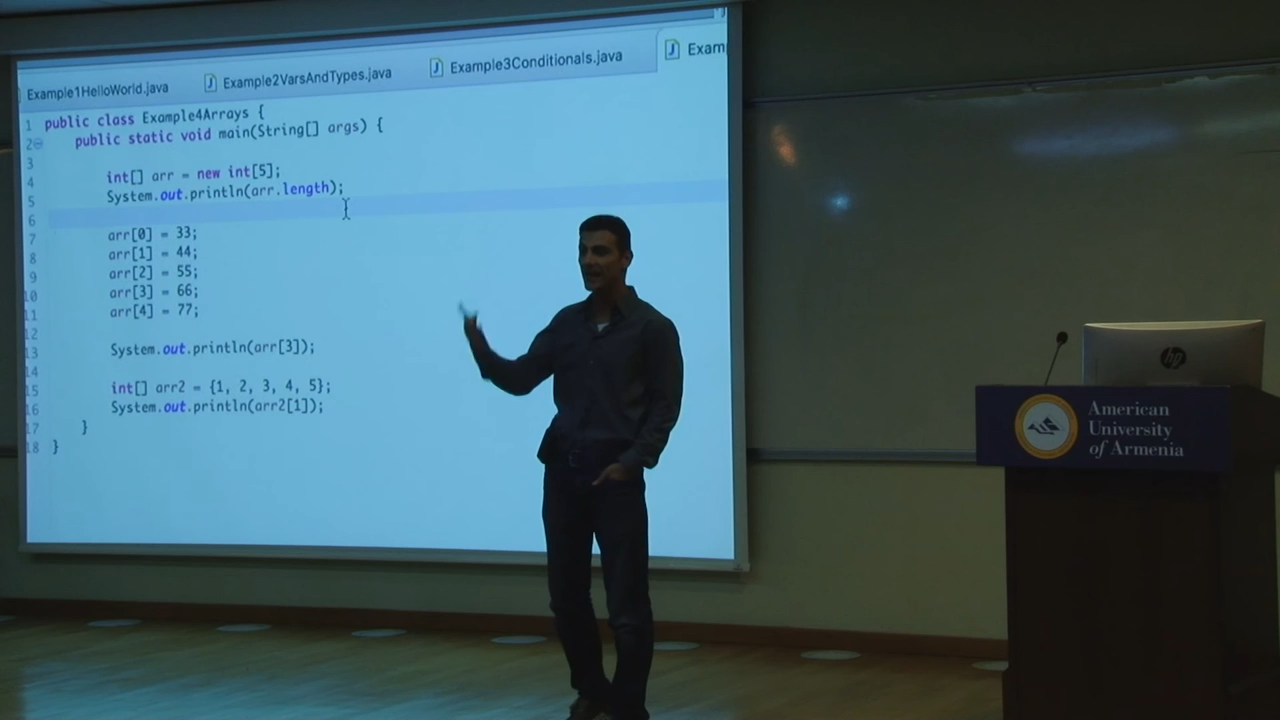 Example1HelloWorld.java
Example2VarsAndTypes.java
Example3Conditionals.java
Exam
1 public class Example4Arrays {
2 public static void main(String[] args) {
3
4 int[] arr = new int[5];
5 System.out.println(arr.length);
6
7 arr[0] = 33;
8 arr[1] = 44;
9 arr[2] = 55;
10 arr[3] = 66;
11 arr[4] = 77;
12
13 System.out.println(arr[3]);
14
15 int[] arr2 = {1, 2, 3, 4, 5};
16 System.out.println(arr2[1]);
17 }
18 }
hp
American
University
of Armenia